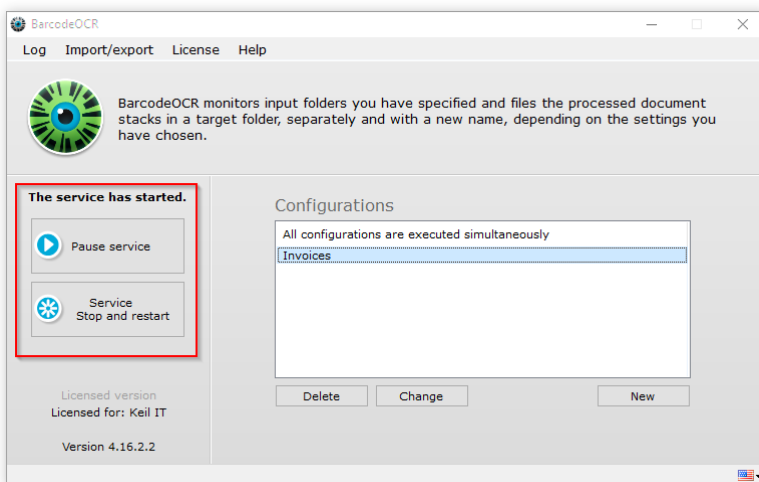 BarcodeOCR
Log Import/export License Help
BarcodeOCR monitors input folders you have specified and files the processed document
stacks in a target folder, separately and with a new name, depending on the settings you
have chosen.
The service has started.
Pause service
Service
Stop and restart
Licensed version
Licensed for: Keil IT
Version 4.16.2.2
Configurations
All configurations are executed simultaneously
Invoices
Delete Change New